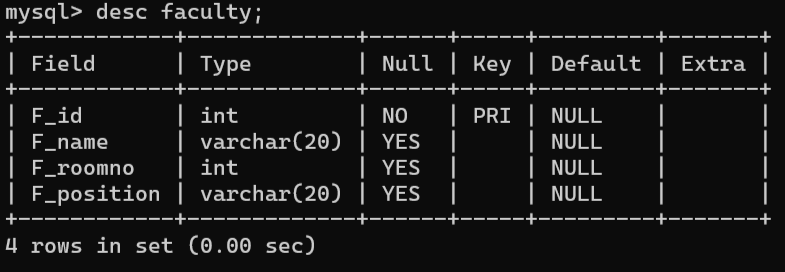 mysql> desc faculty;
+------------+-------------+------+-----+---------+-------+
| Field      | Type        | Null | Key | Default | Extra |
+------------+-------------+------+-----+---------+-------+
| F_id       | int         | NO   | PRI | NULL    |       |
| F_name     | varchar(20) | YES  |     | NULL    |       |
| F_roomno   | int         | YES  |     | NULL    |       |
| F_position | varchar(20) | YES  |     | NULL    |       |
+------------+-------------+------+-----+---------+-------+
4 rows in set (0.00 sec)